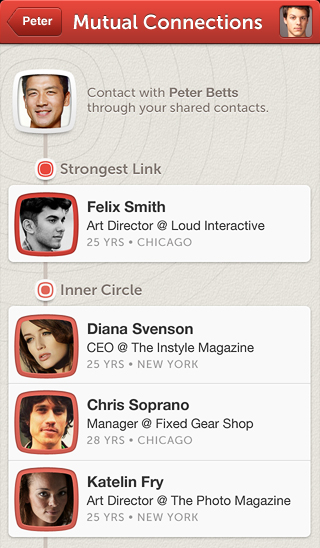 Peter
Mutual Connections
Contact with Peter Betts
through your shared contacts.
Strongest Link
Felix Smith
Art Director @ Loud Interactive
25 YRS • CHICAGO
Inner Circle
Diana Svenson
CEO @ The Instyle Magazine
25 YRS • NEW YORK
Chris Soprano
Manager @ Fixed Gear Shop
28 YRS • CHICAGO
Katelin Fry
Art Director @ The Photo Magazine
25 YRS • NEW YORK